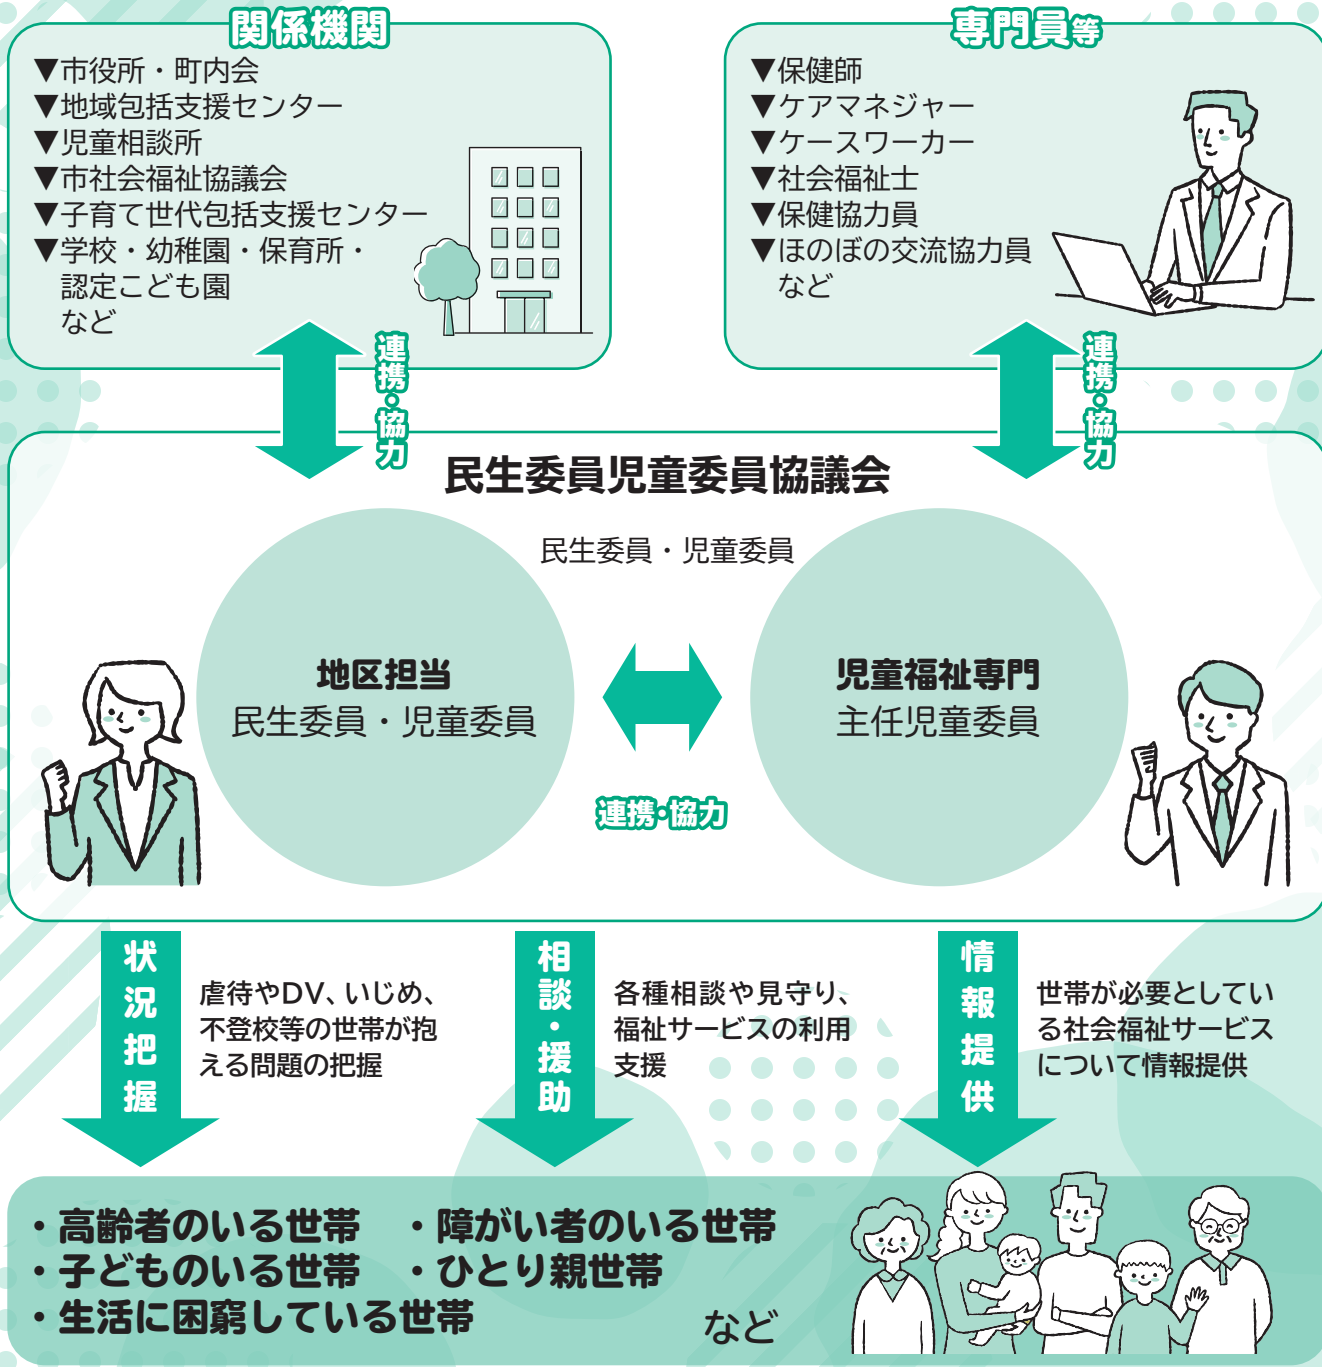 関係機関
▼市役所・町内会
▼地域包括支援センター
▼児童相談所
▼市社会福祉協議会
▼子育て世代包括支援センター
▼学校・幼稚園・保育所・
認定こども園
など
専門員等
▼保健師
▼ケアマネジャー
▼ケースワーカー
▼社会福祉士
▼保健協力員
▼ほのぼの交流協力員
など
連携・協力
連携・協力
民生委員児童委員協議会
民生委員・児童委員
地区担当
民生委員・児童委員
児童福祉専門
主任児童委員
連携・協力
状況把握
虐待やDV、いじめ、
不登校等の世帯が抱
える問題の把握
相談・援助
各種相談や見守り、
福祉サービスの利用
支援
情報提供
世帯が必要としてい
る社会福祉サービス
について情報提供
・高齢者のいる世帯 ・障がい者のいる世帯
・子どものいる世帯 ・ひとり親世帯
・生活に困窮している世帯
など